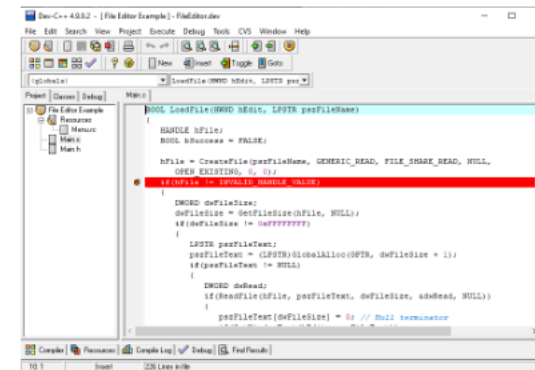 Dev-C++ 4.9.9.2 - [ File Editor Example ] - FileEditor.dev
File Edit Search View Project Execute Debug Tools CVS Window Help
New Insert Toggle Goto
(globals) LoadFile(HWND hEdit, LPSTR psz
Project Classes Debug Main.c
File Editor Example
Resources
Menu.rc
Main.c
Main.h
BOOL LoadFile(HWND hEdit, LPSTR pszFileName)
{
HANDLE hFile;
BOOL bSuccess = FALSE;
hFile = CreateFile(pszFileName, GENERIC_READ, FILE_SHARE_READ, NULL,
OPEN_EXISTING, 0, 0);
if(hFile != INVALID_HANDLE_VALUE)
{
DWORD dwFileSize;
dwFileSize = GetFileSize(hFile, NULL);
if(dwFileSize != 0xFFFFFFFF)
{
LPSTR pszFileText;
pszFileText = (LPSTR)GlobalAlloc(GPTR, dwFileSize + 1);
if(pszFileText != NULL)
{
DWORD dwRead;
if(ReadFile(hFile, pszFileText, dwFileSize, &dwRead, NULL))
{
pszFileText[dwFileSize] = 0; // Null terminator
Compiler Resources Compile Log Debug Find Results
10: 1 Insert 226 Lines in file